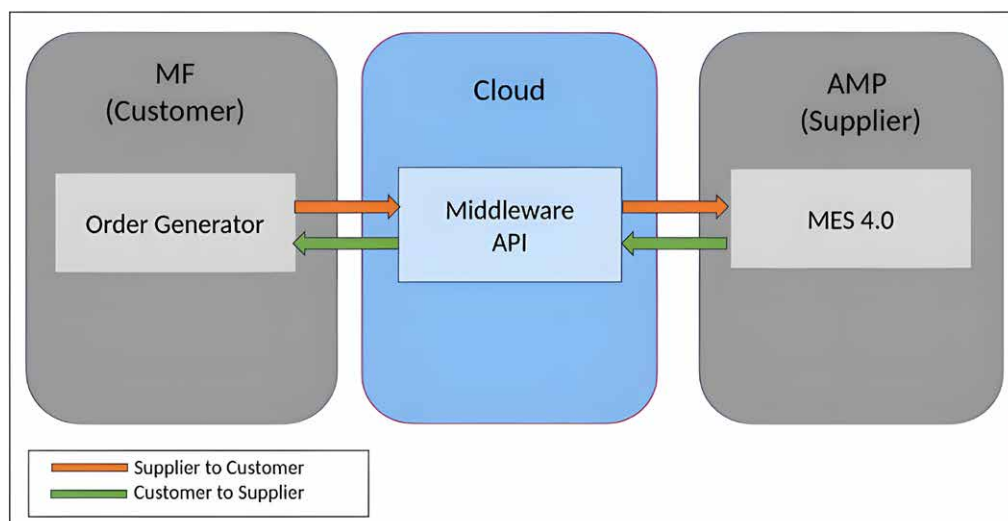 MF
(Customer)
Cloud
AMP
(Supplier)
Order Generator
Middleware
API
MES 4.0
Supplier to Customer
Customer to Supplier